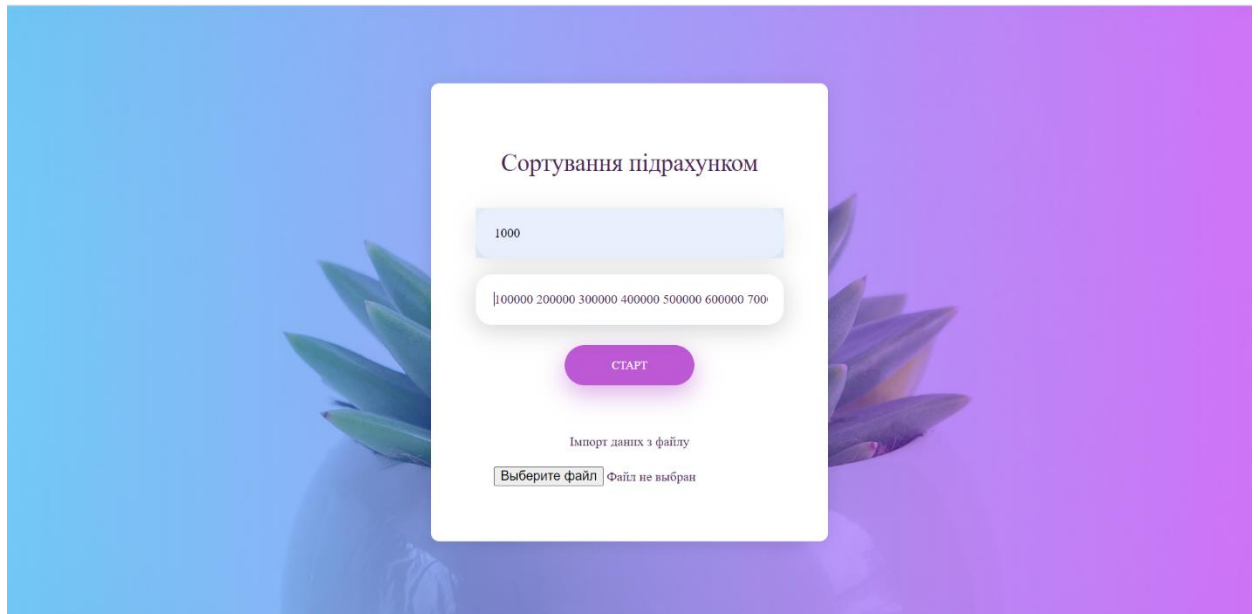 Сортування підрахунком
1000
100000 200000 300000 400000 500000 600000 700
СТАРТ
Імпорт даних з файлу
Выберите файл Файл не выбран